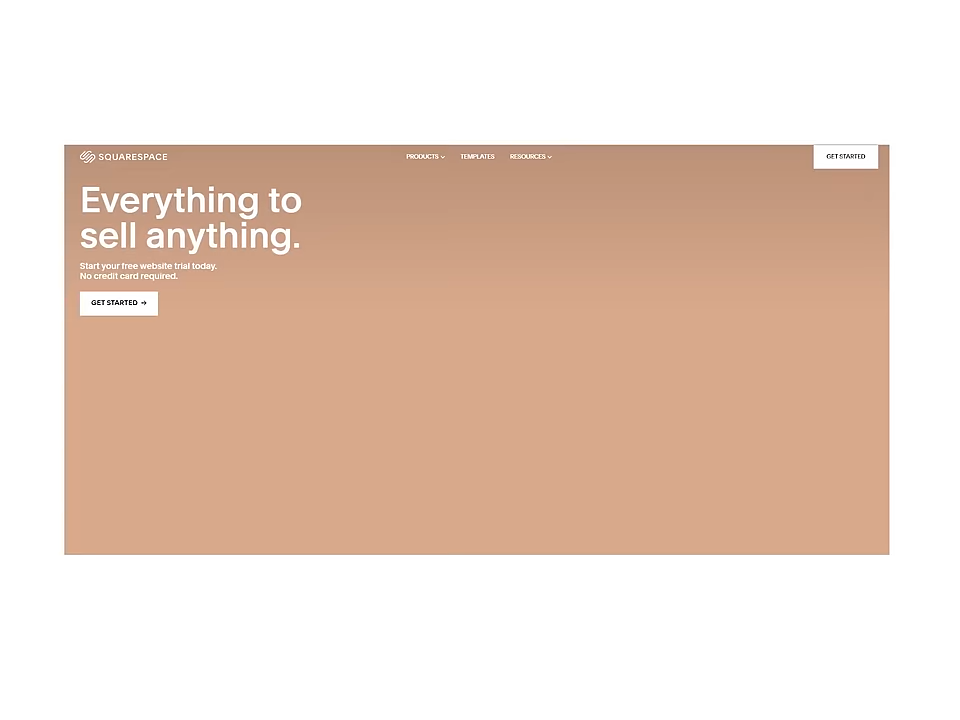 SQUARESPACE
PRODUCTS
TEMPLATES
RESOURCES
GET STARTED
Everything to
sell anything.
Start your free website trial today.
No credit card required.
GET STARTED →